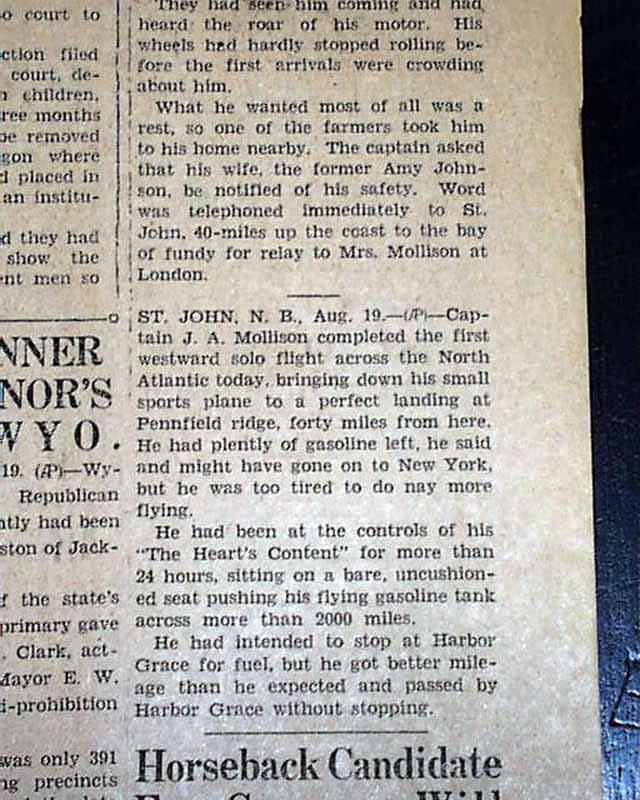 o court to
ction filed
court, de-
n children,
ree months
be removed
gon where
d placed in
an institu-
d they had
show the
ent men so
NNER
NOR'S
WYO.
19. (AP)—Wy-
Republican
ntly had been
ston of Jack-
f the state's
primary gave
. Clark, act-
Mayor E. W.
i-prohibition
was only 391
ng precincts
They had seen him coming and had
heard the roar of his motor. His
wheels had hardly stopped rolling be-
fore the first arrivals were crowding
about him.
What he wanted most of all was a
rest, so one of the farmers took him
to his home nearby. The captain asked
that his wife, the former Amy John-
son, be notified of his safety. Word
was telephoned immediately to St.
John, 40-miles up the coast to the bay
of fundy for relay to Mrs. Mollison at
London.
ST. JOHN, N. B., Aug. 19.—(AP)—Cap-
tain J. A. Mollison completed the first
westward solo flight across the North
Atlantic today, bringing down his small
sports plane to a perfect landing at
Pennfield ridge, forty miles from here.
He had plently of gasoline left, he said
and might have gone on to New York,
but he was too tired to do nay more
flying.
He had been at the controls of his
"The Heart's Content" for more than
24 hours, sitting on a bare, uncushion-
ed seat pushing his flying gasoline tank
across more than 2000 miles.
He had intended to stop at Harbor
Grace for fuel, but he got better mile-
age than he expected and passed by
Harbor Grace without stopping.
Horseback Candidate